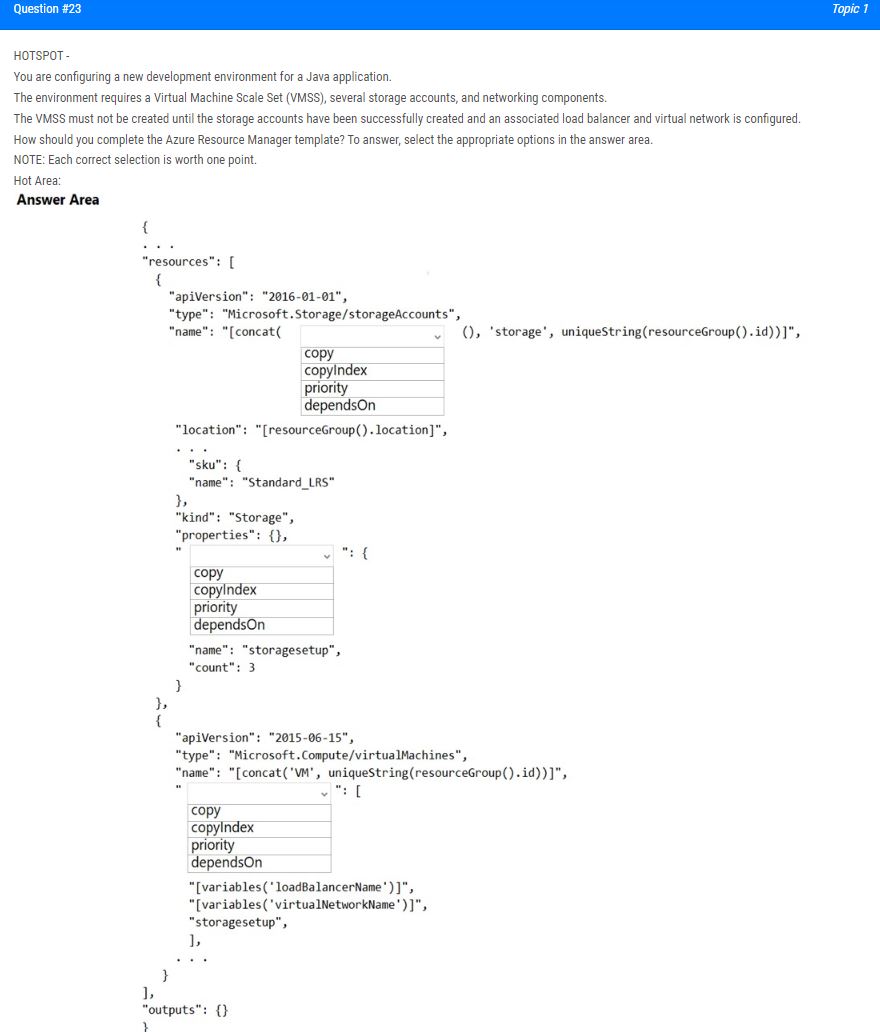 Question #23 Topic 1
HOTSPOT -
You are configuring a new development environment for a Java application.
The environment requires a Virtual Machine Scale Set (VMSS), several storage accounts, and networking components.
The VMSS must not be created until the storage accounts have been successfully created and an associated load balancer and virtual network is configured.
How should you complete the Azure Resource Manager template? To answer, select the appropriate options in the answer area.
NOTE: Each correct selection is worth one point.
Hot Area:
Answer Area
{
. . .
"resources": [
{
"apiVersion": "2016-01-01",
"type": "Microsoft.Storage/storageAccounts",
"name": "[concat( (), 'storage', uniqueString(resourceGroup().id))]",
copy
copyIndex
priority
dependsOn
"location": "[resourceGroup().location]",
. . .
"sku": {
"name": "Standard_LRS"
},
"kind": "Storage",
"properties": {},
" ": {
copy
copyIndex
priority
dependsOn
"name": "storagesetup",
"count": 3
}
},
{
"apiVersion": "2015-06-15",
"type": "Microsoft.Compute/virtualMachines",
"name": "[concat('VM', uniqueString(resourceGroup().id))]",
" ": [
copy
copyIndex
priority
dependsOn
"[variables('loadBalancerName')]",
"[variables('virtualNetworkName')]",
"storagesetup",
],
. . .
}
],
"outputs": {}
}